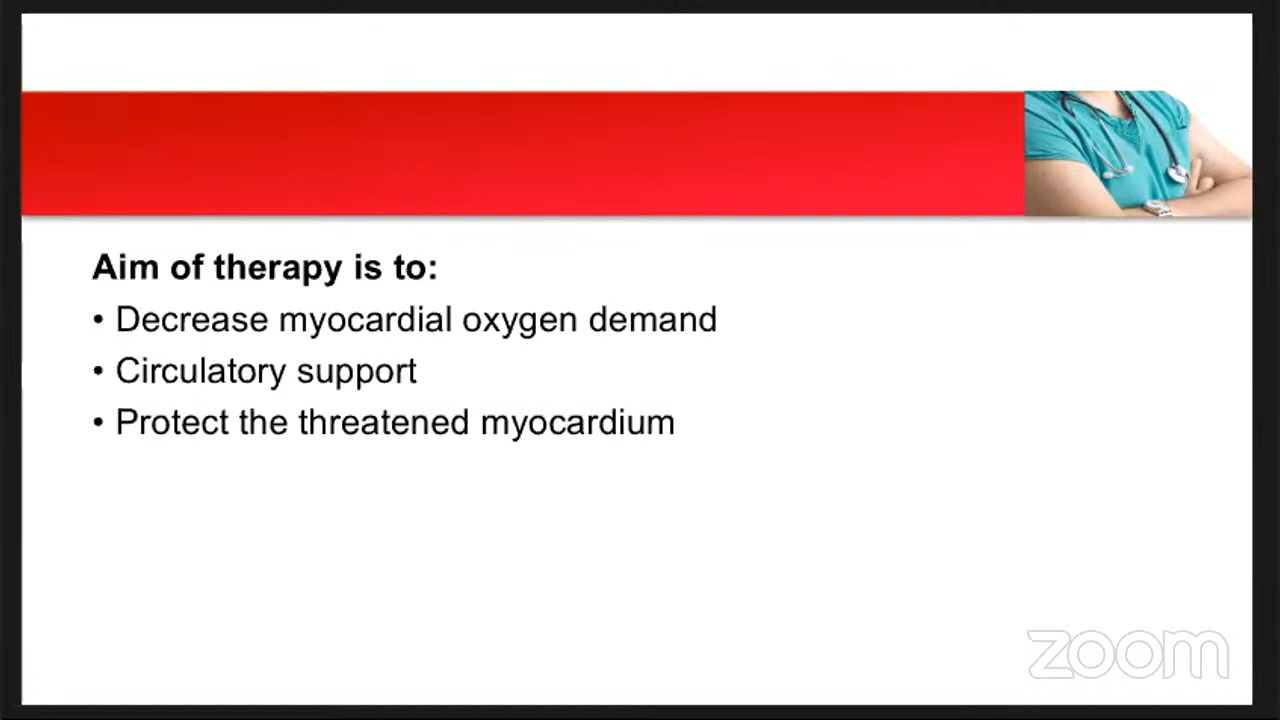 Aim of therapy is to:
• Decrease myocardial oxygen demand
• Circulatory support
• Protect the threatened myocardium
zoom